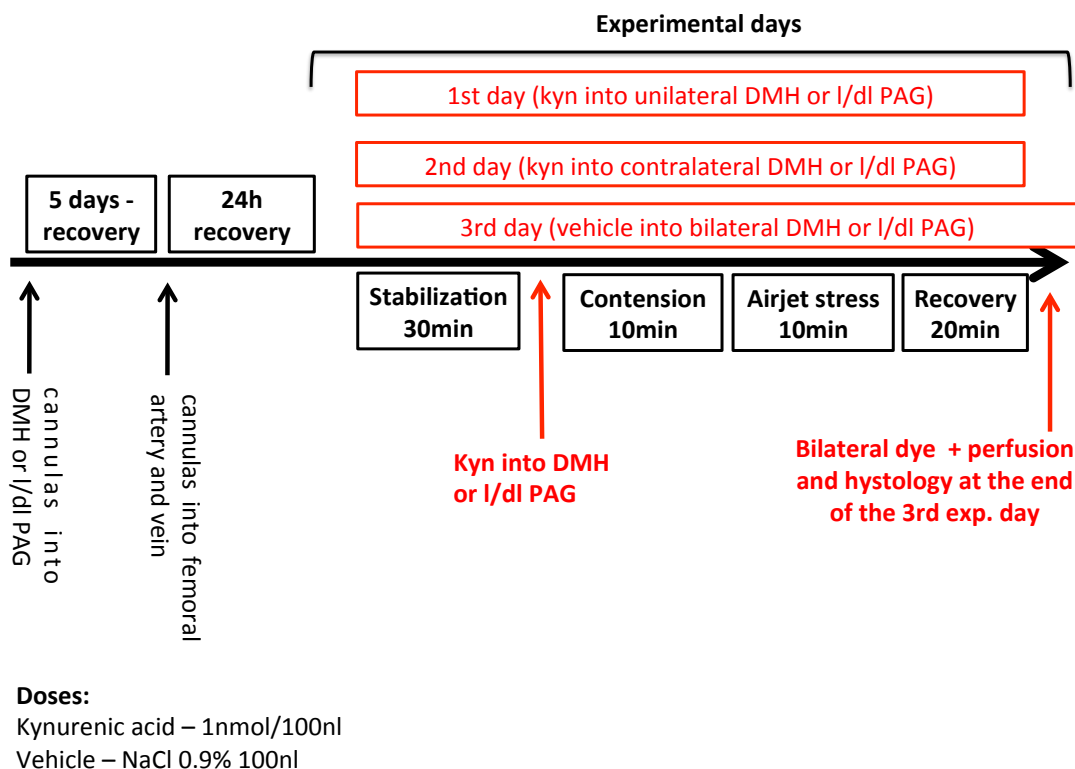 Experimental days
1st day (kyn into unilateral DMH or l/dl PAG)
2nd day (kyn into contralateral DMH or l/dl PAG)
3rd day (vehicle into bilateral DMH or l/dl PAG)
5 days -
recovery
24h
recovery
Stabilization
30min
Contension
10min
Airjet stress
10min
Recovery
20min
cannulas into
DMH or l/dl PAG
cannulas into femoral
artery and vein
Kyn into DMH
or l/dl PAG
Bilateral dye + perfusion
and hystology at the end
of the 3rd exp. day
Doses:
Kynurenic acid – 1nmol/100nl
Vehicle – NaCl 0.9% 100nl